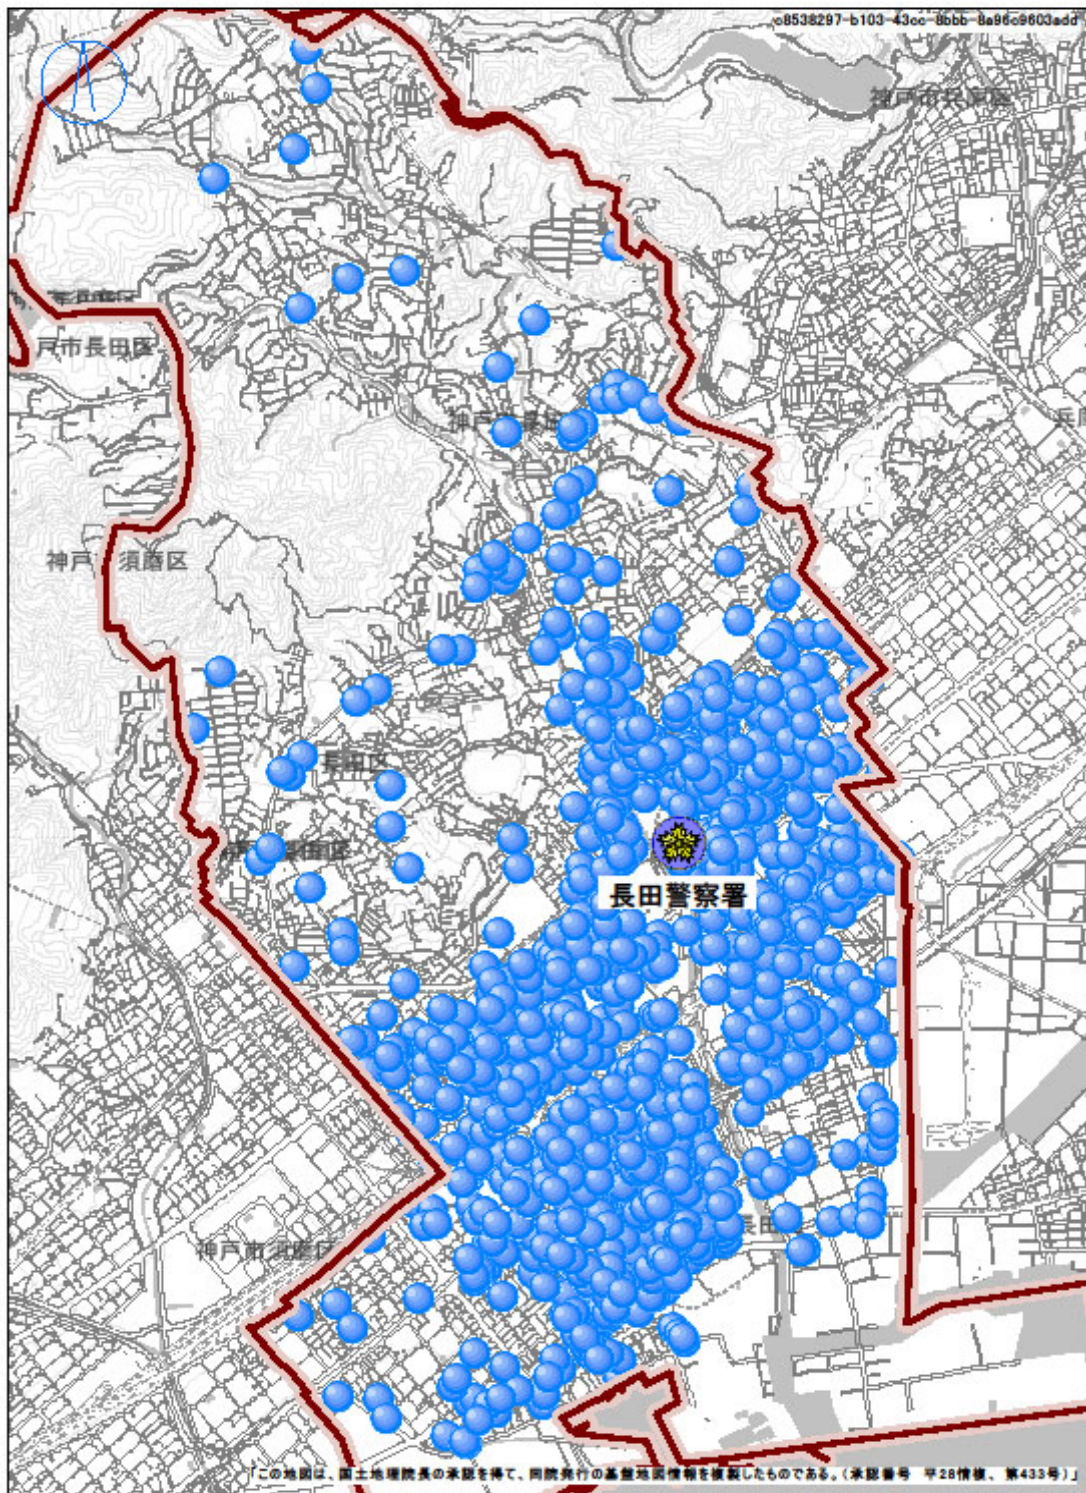 c8538297-b103-43cc-8bbb-8a96c9603add
神戸市兵庫区
戸市長田区
神戸市須磨区
長田区
長田警察署
長田
神戸市須磨区
「この地図は、国土地理院長の承認を得て、同院発行の基盤地図情報を複製したものである。(承認番号 平28情複、第433号)」